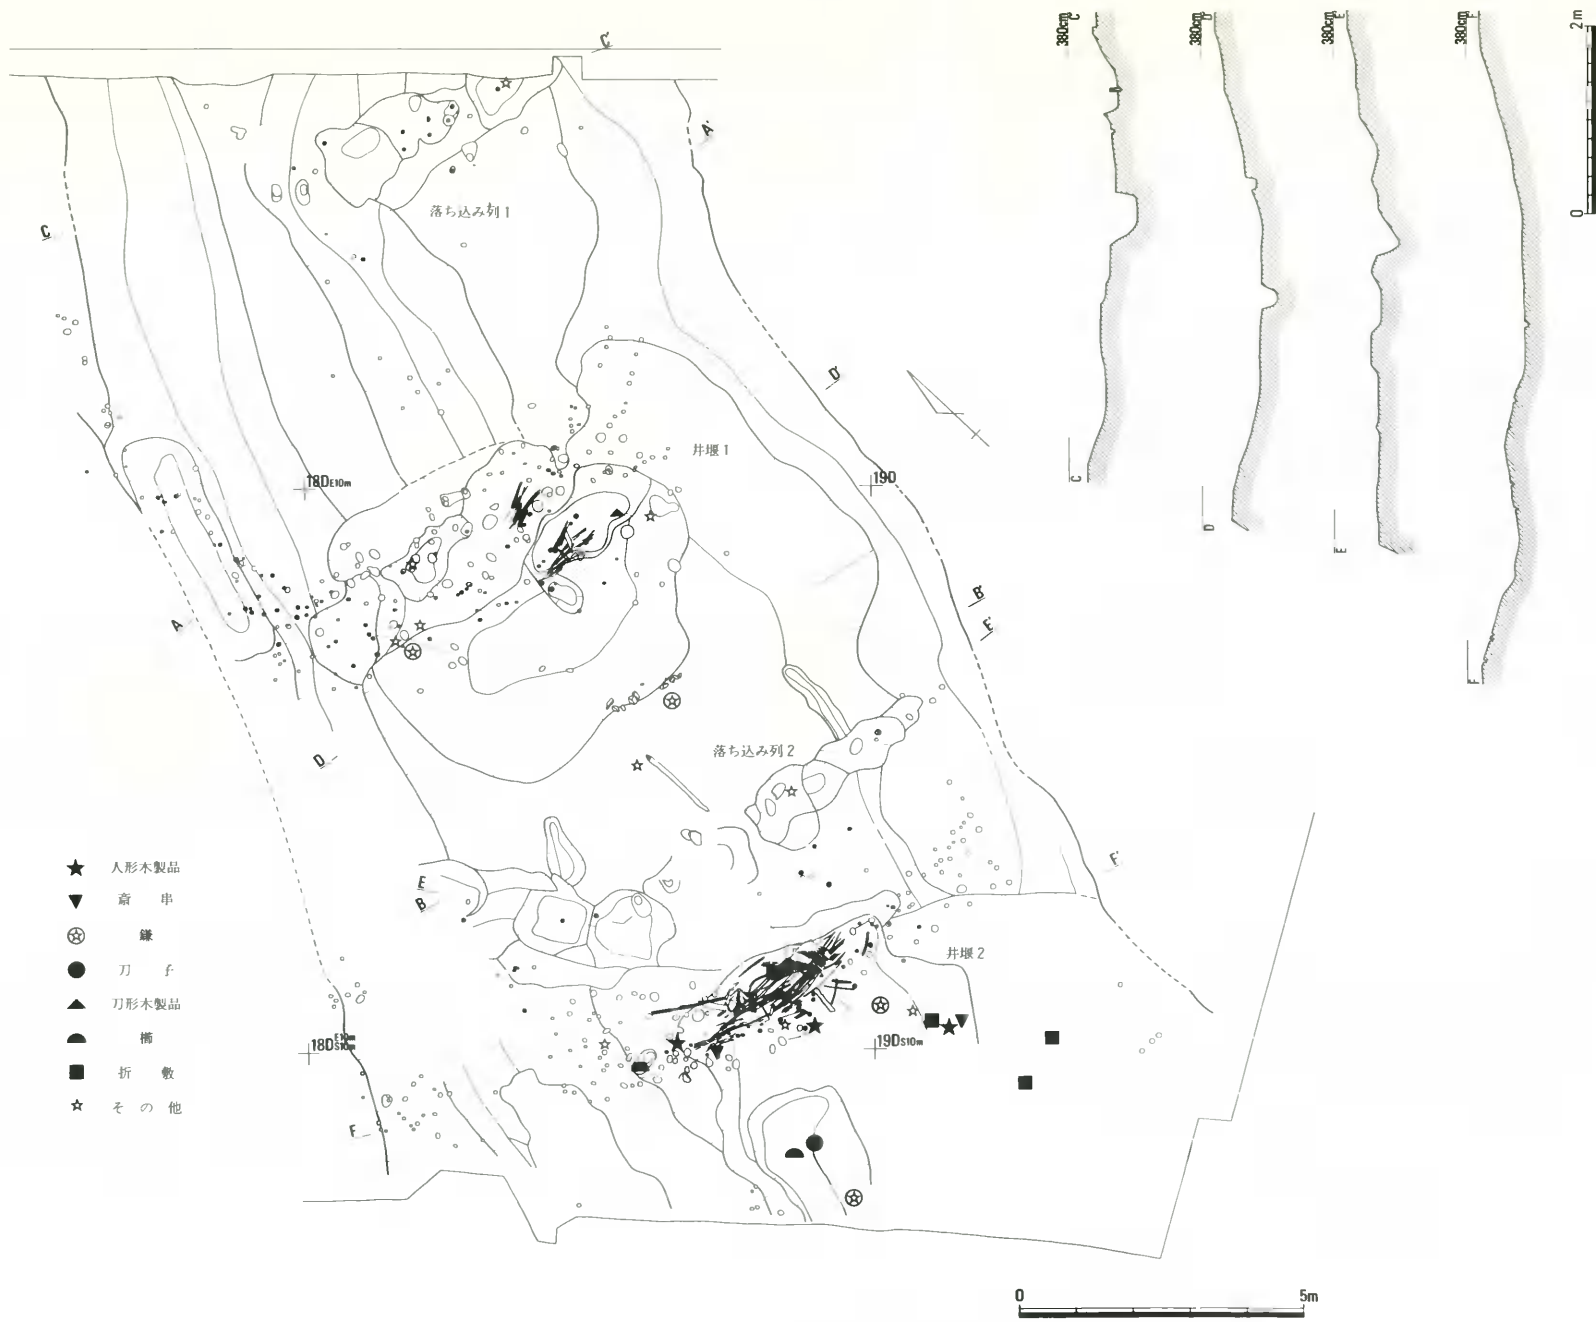 C'
A'
C
落ち込み列1
D'
井堰1
18D E10m
19D
A
B'
E'
D
落ち込み列2
E
B
F'
井堰2
18D E10m S10m
19D S10m
F
人形木製品
斎串
鎌
刀子
刀形木製品
櫛
折敷
その他
0 5m
380cm C'
380cm D'
380cm E'
380cm F'
2m
0
C
D
E
F